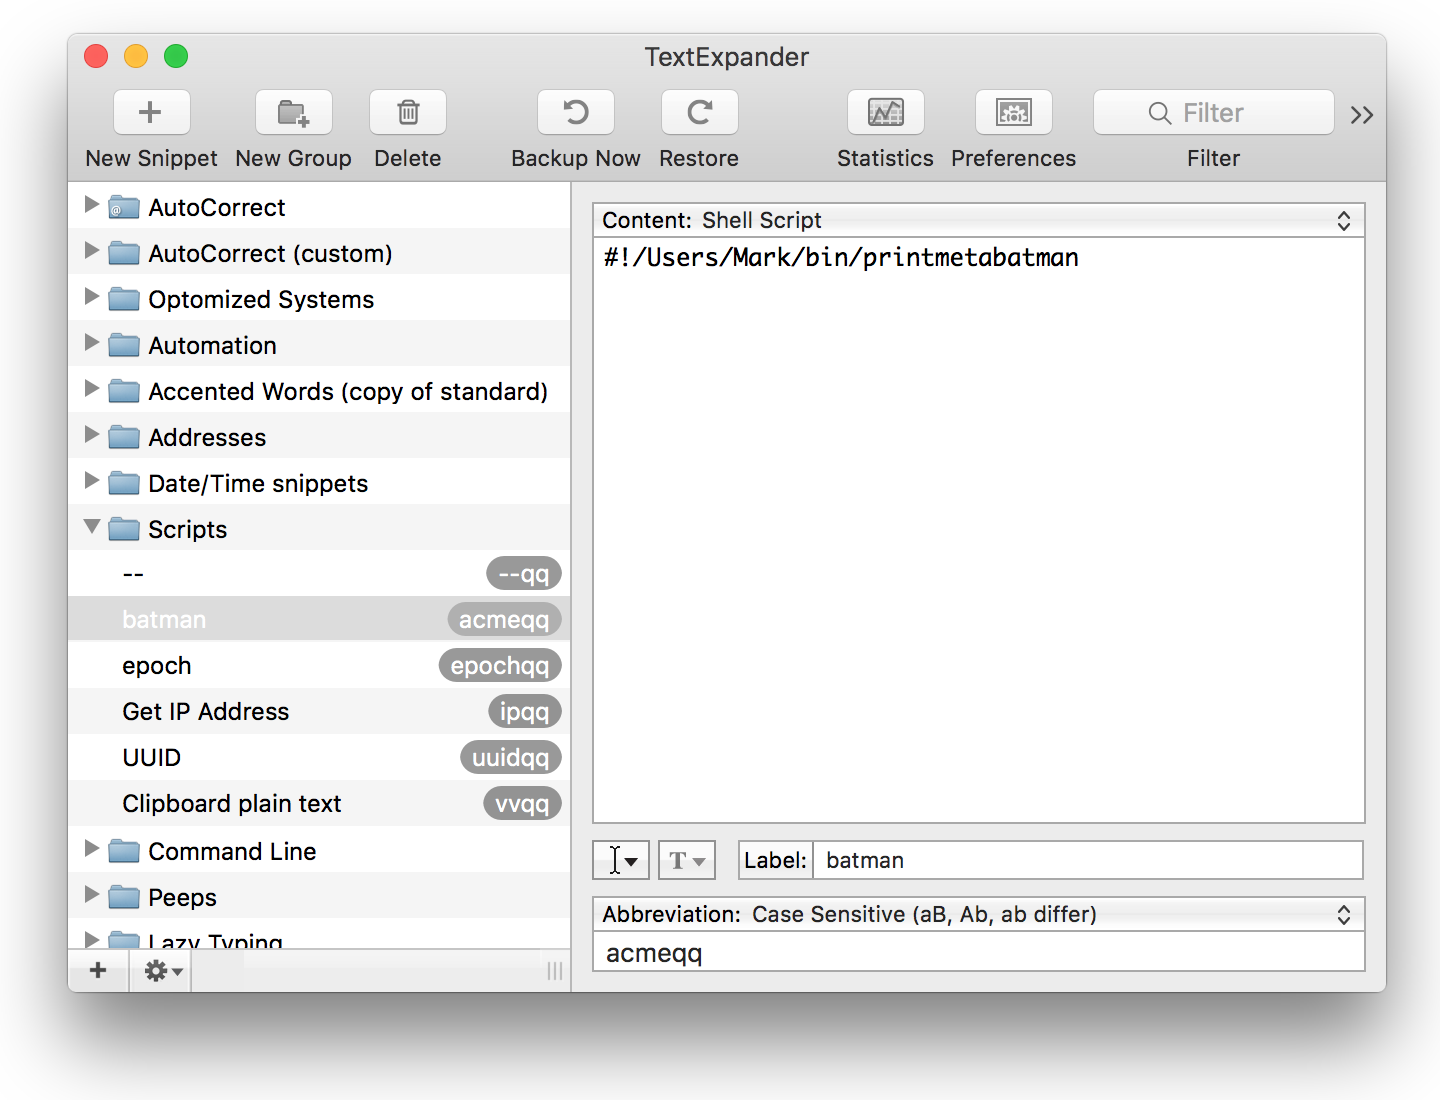 TextExpander
New Snippet
New Group
Delete
Backup Now
Restore
Statistics
Preferences
Filter
Filter
AutoCorrect
AutoCorrect (custom)
Optomized Systems
Automation
Accented Words (copy of standard)
Addresses
Date/Time snippets
Scripts
-- --qq
batman acmeqq
epoch epochqq
Get IP Address ipqq
UUID uuidqq
Clipboard plain text vvqq
Command Line
Peeps
Lazy Typing
Content: Shell Script
#!/Users/Mark/bin/printmetabatman
T
Label: batman
Abbreviation: Case Sensitive (aB, Ab, ab differ)
acmeqq